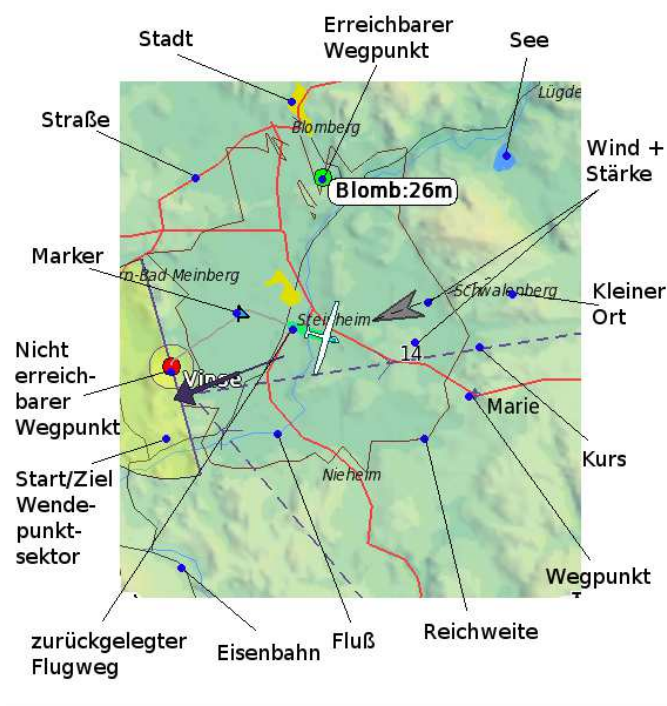 Stadt
Erreichbarer
Wegpunkt
See
Lügde
Straße
Blomberg
Wind +
Stärke
Blomb:26m
Marker
n-Bad Meinberg
Schwalenberg
Kleiner
Ort
Steinheim
14
Nicht
erreich-
barer
Wegpunkt
Vinse
Marie
Kurs
Start/Ziel
Wende-
punkt-
sektor
Nieheim
Wegpunkt
zurückgelegter
Flugweg
Eisenbahn
Fluß
Reichweite